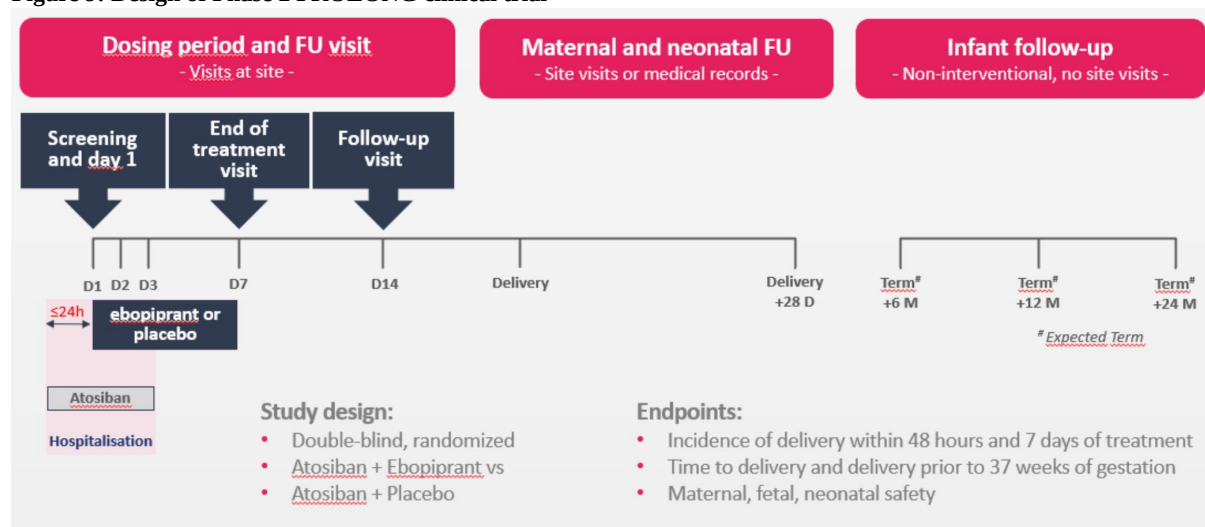 Dosing period and FU visit
- Visits at site -
Maternal and neonatal FU
- Site visits or medical records -
Infant follow-up
- Non-interventional, no site visits -
Screening
and day 1
End of
treatment
visit
Follow-up
visit
D1 D2 D3
D7
D14
Delivery
Delivery
+28 D
Term#
+6 M
Term#
+12 M
Term#
+24 M
# Expected Term
≤24h
ebopiprant or
placebo
Atosiban
Hospitalisation
Study design:
• Double-blind, randomized
• Atosiban + Ebopiprant vs
• Atosiban + Placebo
Endpoints:
• Incidence of delivery within 48 hours and 7 days of treatment
• Time to delivery and delivery prior to 37 weeks of gestation
• Maternal, fetal, neonatal safety